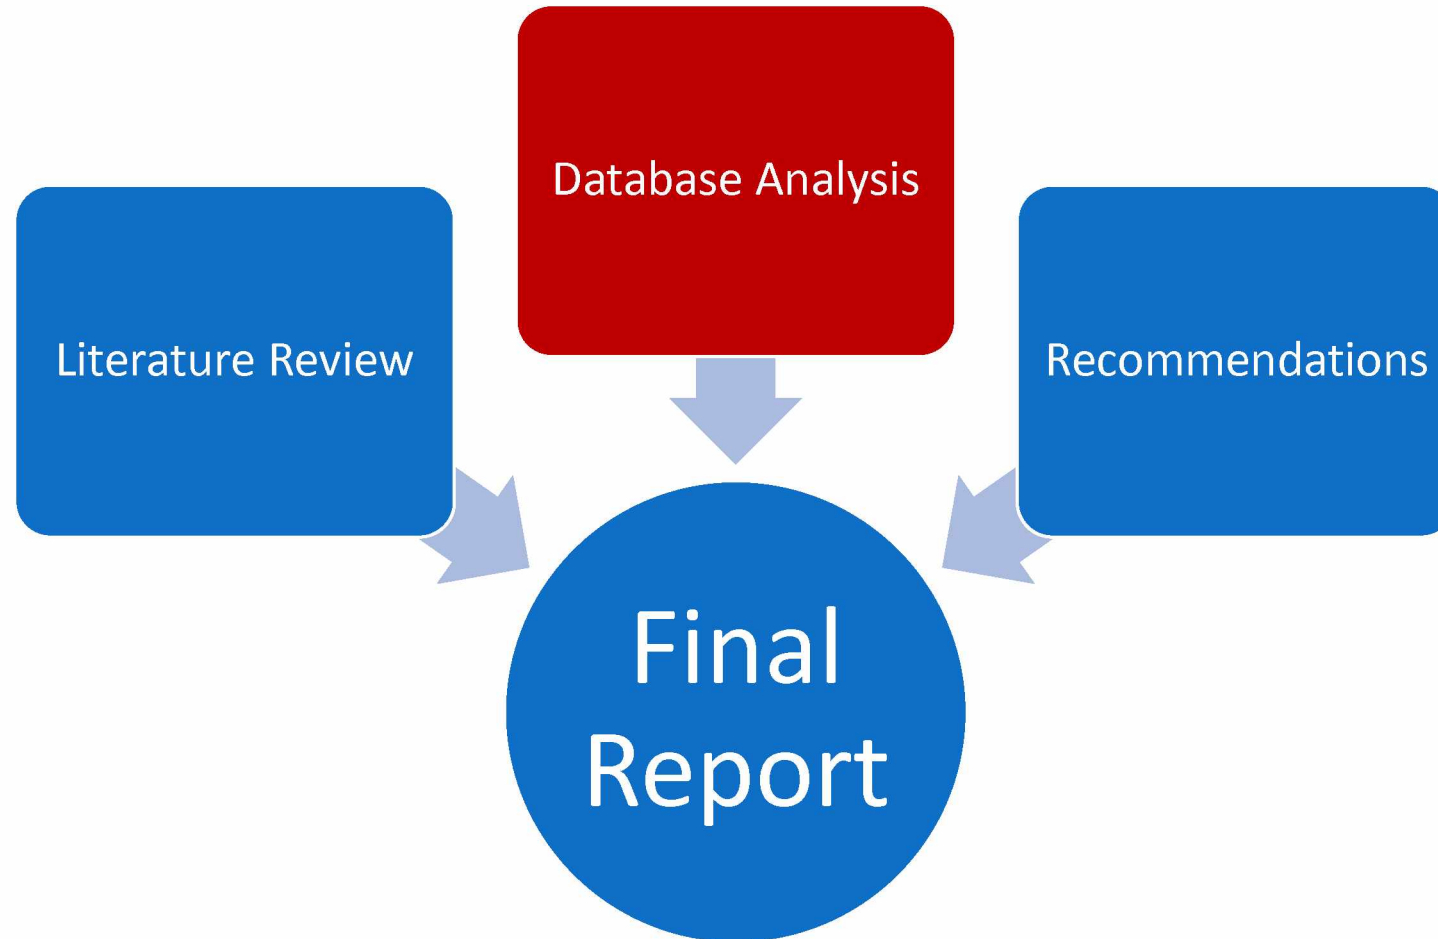 Database Analysis
Literature Review
Recommendations
Final
Report